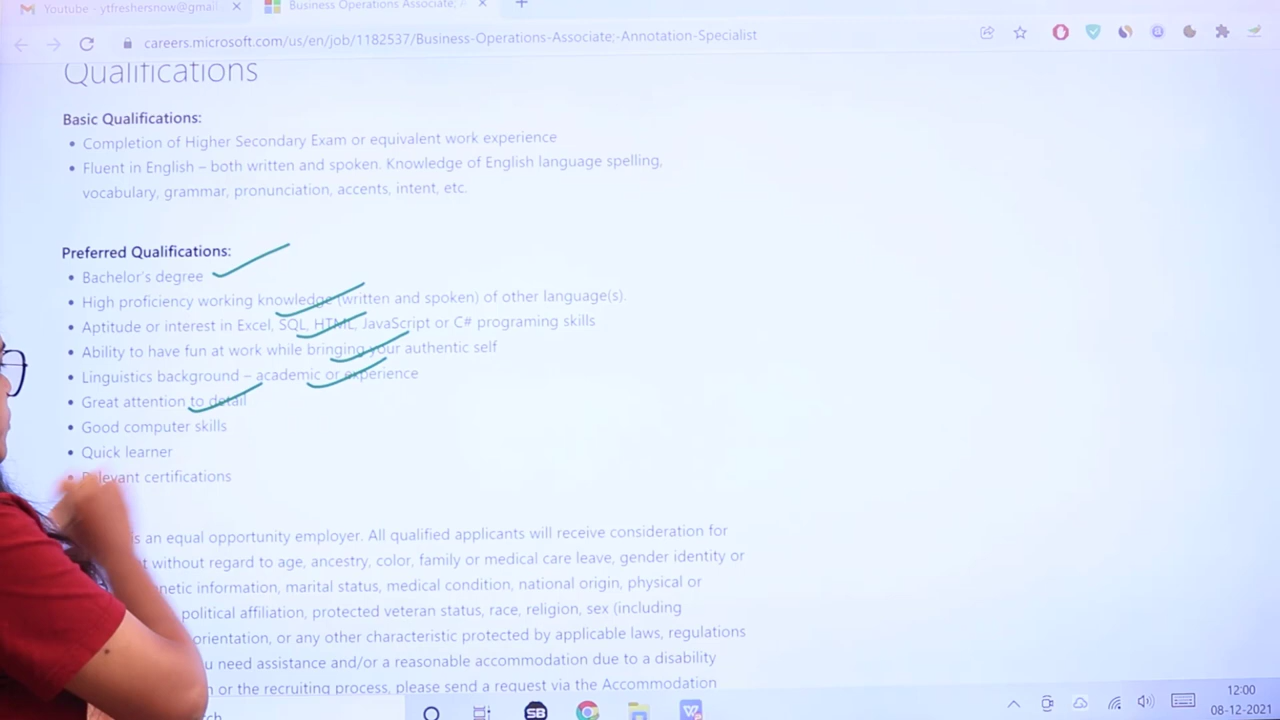 Youtube - ytfreshersnow@gmail
Business Operations Associate;
careers.microsoft.com/us/en/job/1182537/Business-Operations-Associate;-Annotation-Specialist
Qualifications
Basic Qualifications:
• Completion of Higher Secondary Exam or equivalent work experience
• Fluent in English – both written and spoken. Knowledge of English language spelling,
vocabulary, grammar, pronunciation, accents, intent, etc.
Preferred Qualifications:
• Bachelor's degree
• High proficiency working knowledge (written and spoken) of other language(s).
• Aptitude or interest in Excel, SQL, HTML, JavaScript or C# programing skills
• Ability to have fun at work while bringing your authentic self
• Linguistics background – academic or experience
• Great attention to detail
• Good computer skills
• Quick learner
• Relevant certifications
is an equal opportunity employer. All qualified applicants will receive consideration for
without regard to age, ancestry, color, family or medical care leave, gender identity or
information, marital status, medical condition, national origin, physical or
political affiliation, protected veteran status, race, religion, sex (including
orientation, or any other characteristic protected by applicable laws, regulations
need assistance and/or a reasonable accommodation due to a disability
or the recruiting process, please send a request via the Accommodation
SB
W
12:00
08-12-2021